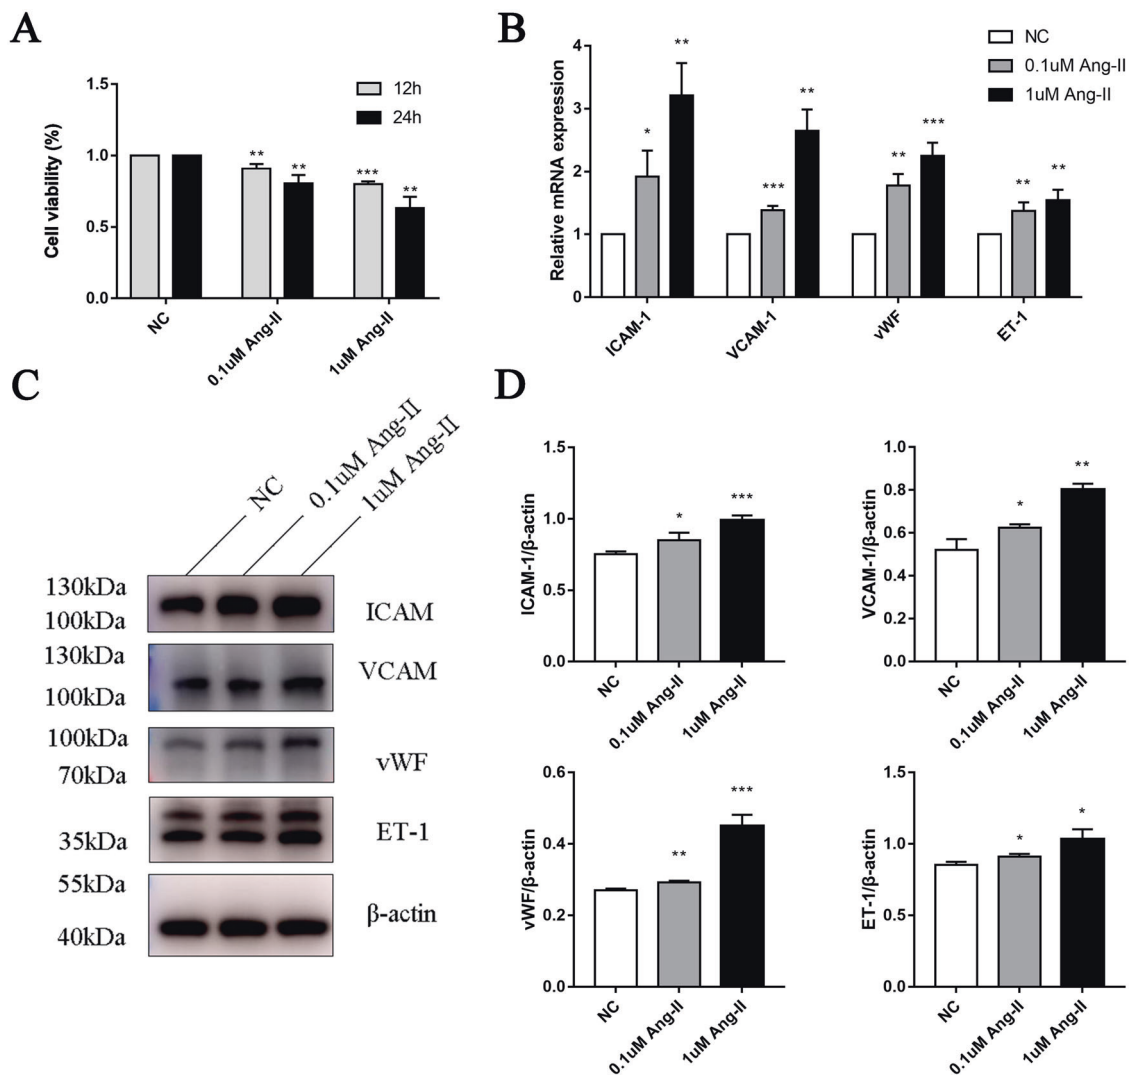 A
Cell viability (%)
1.5
1.0
0.5
0.0
12h
24h
**
**
***
**
NC
0.1uM Ang-II
1uM Ang-II
B
Relative mRNA expression
4
3
2
1
0
NC
0.1uM Ang-II
1uM Ang-II
*
**
***
**
**
***
**
**
ICAM-1
VCAM-1
vWF
ET-1
C
NC
0.1uM Ang-II
1uM Ang-II
130kDa
100kDa
ICAM
130kDa
100kDa
VCAM
100kDa
70kDa
vWF
35kDa
ET-1
55kDa
40kDa
β-actin
D
ICAM-1/β-actin
1.5
1.0
0.5
0.0
*
***
NC
0.1uM Ang-II
1uM Ang-II
VCAM-1/β-actin
1.0
0.8
0.6
0.4
0.2
0.0
*
**
NC
0.1uM Ang-II
1uM Ang-II
vWF/β-actin
0.6
0.4
0.2
0.0
**
***
NC
0.1uM Ang-II
1uM Ang-II
ET-1/β-actin
1.5
1.0
0.5
0.0
*
*
NC
0.1uM Ang-II
1uM Ang-II